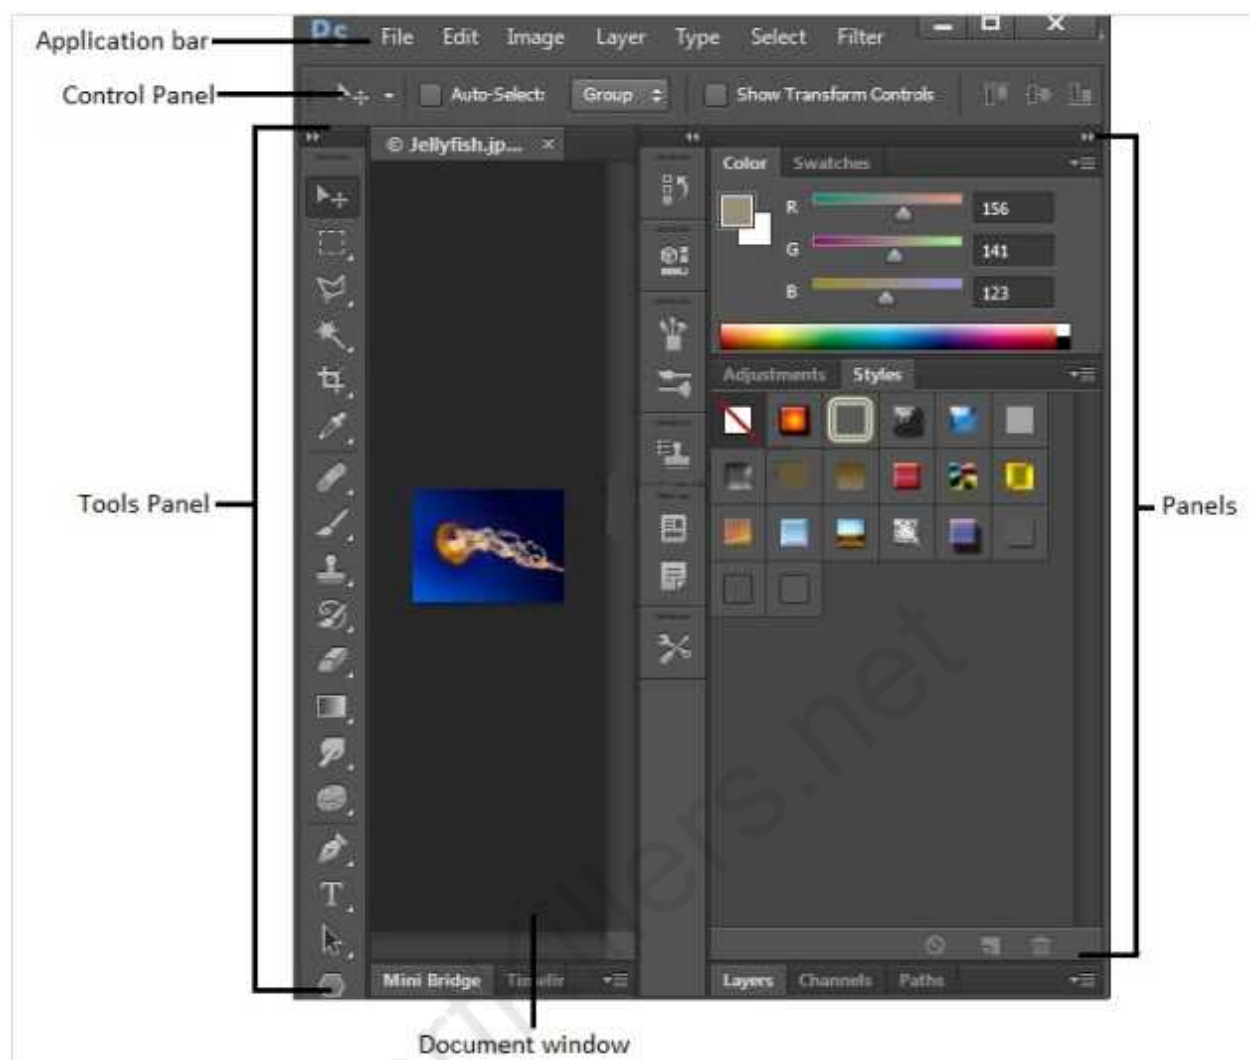 Ps File Edit Image Layer Type Select Filter
Application bar
Control Panel
Auto-Select: Group Show Transform Controls
© Jellyfish.jp... ×
Color Swatches
R 156
G 141
B 123
Adjustments Styles
Tools Panel
Panels
T
Mini Bridge
Layers Channels Paths
Document window